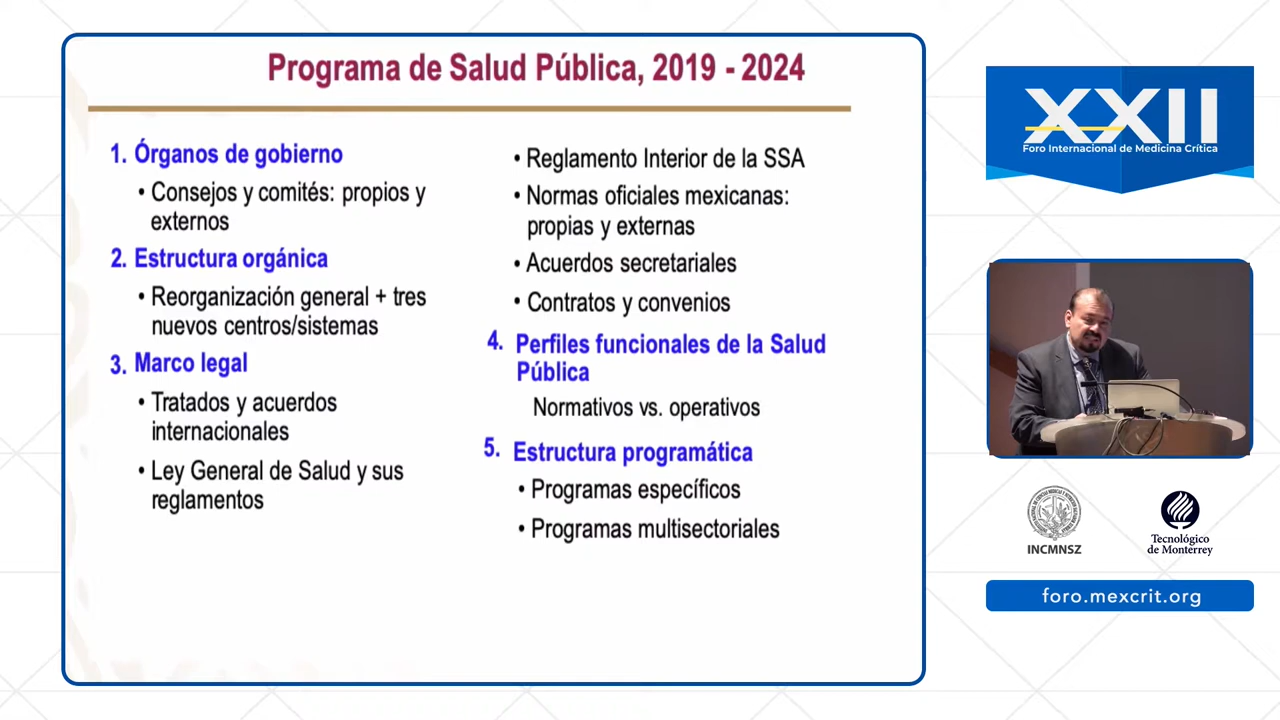 Programa de Salud Pública, 2019 - 2024
1. Órganos de gobierno
• Consejos y comités: propios y
externos
2. Estructura orgánica
• Reorganización general + tres
nuevos centros/sistemas
3. Marco legal
• Tratados y acuerdos
internacionales
• Ley General de Salud y sus
reglamentos
• Reglamento Interior de la SSA
• Normas oficiales mexicanas:
propias y externas
• Acuerdos secretariales
• Contratos y convenios
4. Perfiles funcionales de la Salud
Pública
Normativos vs. operativos
5. Estructura programática
• Programas específicos
• Programas multisectoriales
XXII
Foro Internacional de Medicina Crítica
INCMNSZ
Tecnológico
de Monterrey
foro.mexcrit.org